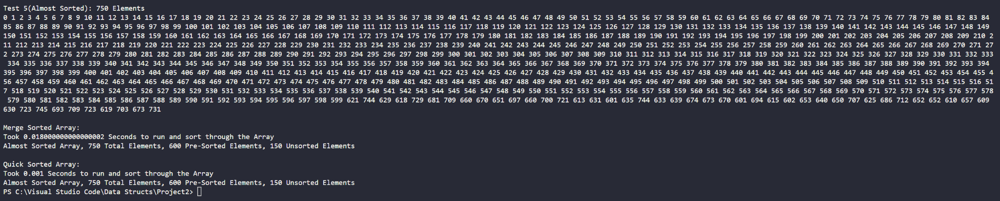 Test 5(Almost Sorted): 750 Elements
0 1 2 3 4 5 6 7 8 9 10 11 12 13 14 15 16 17 18 19 20 21 22 23 24 25 26 27 28 29 30 31 32 33 34 35 36 37 38 39 40 41 42 43 44 45 46 47 48 49 50 51 52 53 54 55 56 57 58 59 60 61 62 63 64 65 66 67 68 69 70 71 72 73 74 75 76 77 78 79 80 81 82 83 84
85 86 87 88 89 90 91 92 93 94 95 96 97 98 99 100 101 102 103 104 105 106 107 108 109 110 111 112 113 114 115 116 117 118 119 120 121 122 123 124 125 126 127 128 129 130 131 132 133 134 135 136 137 138 139 140 141 142 143 144 145 146 147 148 149
150 151 152 153 154 155 156 157 158 159 160 161 162 163 164 165 166 167 168 169 170 171 172 173 174 175 176 177 178 179 180 181 182 183 184 185 186 187 188 189 190 191 192 193 194 195 196 197 198 199 200 201 202 203 204 205 206 207 208 209 210 2
11 212 213 214 215 216 217 218 219 220 221 222 223 224 225 226 227 228 229 230 231 232 233 234 235 236 237 238 239 240 241 242 243 244 245 246 247 248 249 250 251 252 253 254 255 256 257 258 259 260 261 262 263 264 265 266 267 268 269 270 271 27
2 273 274 275 276 277 278 279 280 281 282 283 284 285 286 287 288 289 290 291 292 293 294 295 296 297 298 299 300 301 302 303 304 305 306 307 308 309 310 311 312 313 314 315 316 317 318 319 320 321 322 323 324 325 326 327 328 329 330 331 332 333
334 335 336 337 338 339 340 341 342 343 344 345 346 347 348 349 350 351 352 353 354 355 356 357 358 359 360 361 362 363 364 365 366 367 368 369 370 371 372 373 374 375 376 377 378 379 380 381 382 383 384 385 386 387 388 389 390 391 392 393 394
395 396 397 398 399 400 401 402 403 404 405 406 407 408 409 410 411 412 413 414 415 416 417 418 419 420 421 422 423 424 425 426 427 428 429 430 431 432 433 434 435 436 437 438 439 440 441 442 443 444 445 446 447 448 449 450 451 452 453 454 455 4
56 457 458 459 460 461 462 463 464 465 466 467 468 469 470 471 472 473 474 475 476 477 478 479 480 481 482 483 484 485 486 487 488 489 490 491 492 493 494 495 496 497 498 499 500 501 502 503 504 505 506 507 508 509 510 511 512 513 514 515 516 51
7 518 519 520 521 522 523 524 525 526 527 528 529 530 531 532 533 534 535 536 537 538 539 540 541 542 543 544 545 546 547 548 549 550 551 552 553 554 555 556 557 558 559 560 561 562 563 564 565 566 567 568 569 570 571 572 573 574 575 576 577 578
579 580 581 582 583 584 585 586 587 588 589 590 591 592 593 594 595 596 597 598 599 621 744 629 618 729 681 709 660 670 651 697 660 700 721 613 631 601 635 744 633 639 674 673 670 601 694 615 602 653 640 650 707 625 686 712 652 652 610 657 609
630 723 745 693 709 723 619 703 673 731
Merge Sorted Array:
Took 0.018000000000000002 Seconds to run and sort through the Array
Almost Sorted Array, 750 Total Elements, 600 Pre-Sorted Elements, 150 Unsorted Elements
Quick Sorted Array:
Took 0.001 Seconds to run and sort through the Array
Almost Sorted Array, 750 Total Elements, 600 Pre-Sorted Elements, 150 Unsorted Elements
PS C:\Visual Studio Code\Data Structs\Project2>